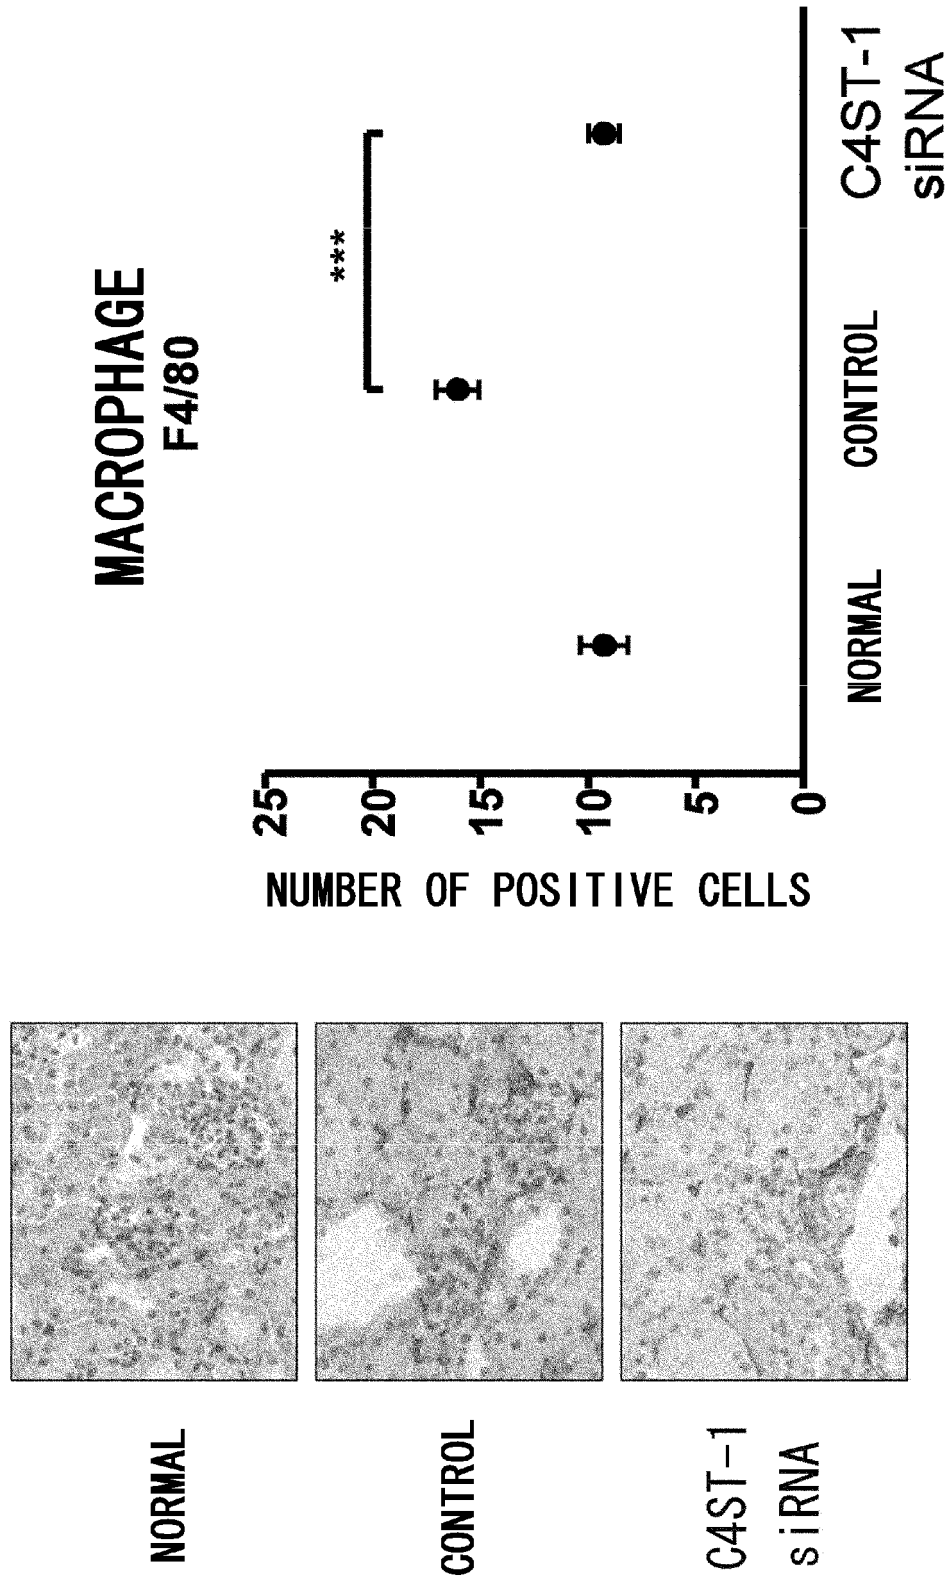 NORMAL
CONTROL
C4ST-1
siRNA
MACROPHAGE
F4/80
NUMBER OF POSITIVE CELLS
25
20
15
10
5
0
***
NORMAL
CONTROL
C4ST-1
siRNA